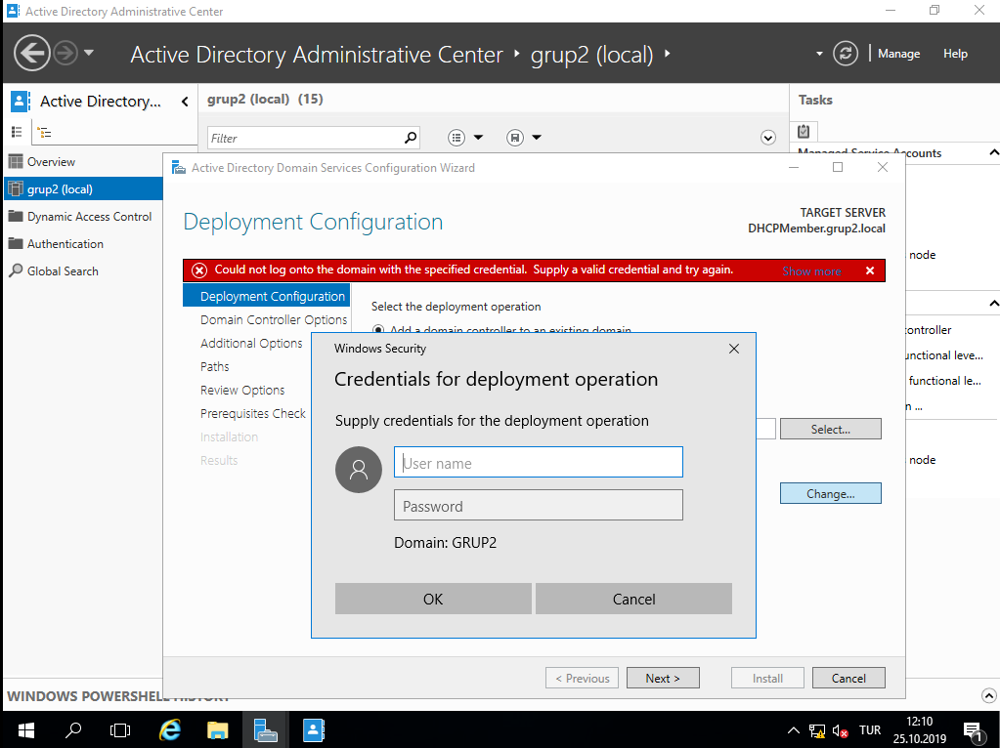 Active Directory Administrative Center
Active Directory Administrative Center • grup2 (local) •
Manage
Help
Active Directory...
grup2 (local) (15)
Tasks
Filter
Managed Service Accounts
Overview
grup2 (local)
Dynamic Access Control
Authentication
Global Search
Active Directory Domain Services Configuration Wizard
Deployment Configuration
TARGET SERVER
DHCPMember.grup2.local
Could not log onto the domain with the specified credential. Supply a valid credential and try again.
Show more
Deployment Configuration
Domain Controller Options
Additional Options
Paths
Review Options
Prerequisites Check
Installation
Results
Select the deployment operation
Add a domain controller to an existing domain
Windows Security
Credentials for deployment operation
Supply credentials for the deployment operation
User name
Password
Domain: GRUP2
OK
Cancel
Select...
Change...
node
ontroller
unctional leve...
functional le...
n ...
node
< Previous
Next >
Install
Cancel
WINDOWS POWERSHELL HISTORY
TUR
12:10
25.10.2019
1